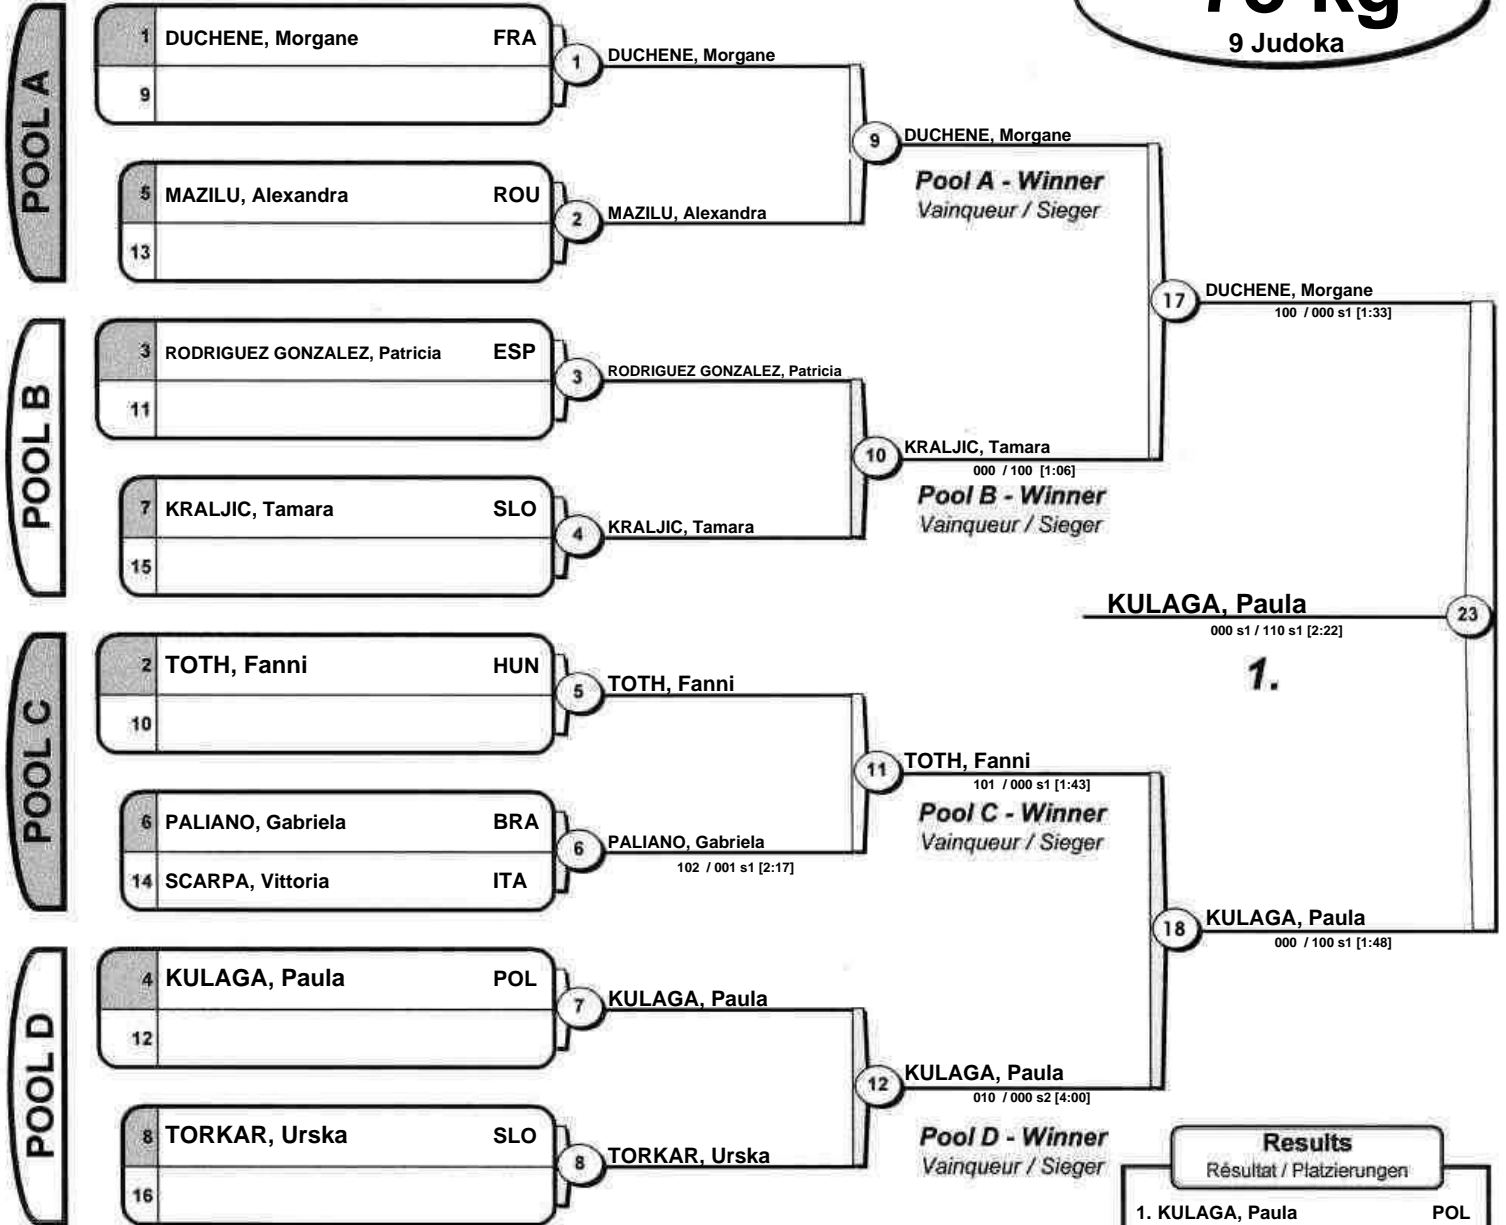 kg
9 Judoka
POOL A
1 DUCHENE, Morgane FRA
9
5 MAZILU, Alexandra ROU
13
1 DUCHENE, Morgane
2 MAZILU, Alexandra
9 DUCHENE, Morgane
Pool A - Winner
Vainqueur / Sieger
POOL B
3 RODRIGUEZ GONZALEZ, Patricia ESP
11
7 KRALJIC, Tamara SLO
15
3 RODRIGUEZ GONZALEZ, Patricia
4 KRALJIC, Tamara
10 KRALJIC, Tamara
000 / 100 [1:06]
Pool B - Winner
Vainqueur / Sieger
17 DUCHENE, Morgane
100 / 000 s1 [1:33]
KULAGA, Paula 23
000 s1 / 110 s1 [2:22]
1.
POOL C
2 TOTH, Fanni HUN
10
6 PALIANO, Gabriela BRA
14 SCARPA, Vittoria ITA
5 TOTH, Fanni
6 PALIANO, Gabriela
102 / 001 s1 [2:17]
11 TOTH, Fanni
101 / 000 s1 [1:43]
Pool C - Winner
Vainqueur / Sieger
18 KULAGA, Paula
000 / 100 s1 [1:48]
POOL D
4 KULAGA, Paula POL
12
8 TORKAR, Urska SLO
16
7 KULAGA, Paula
8 TORKAR, Urska
12 KULAGA, Paula
010 / 000 s2 [4:00]
Pool D - Winner
Vainqueur / Sieger
Results
Résultat / Platzierungen
1. KULAGA, Paula POL